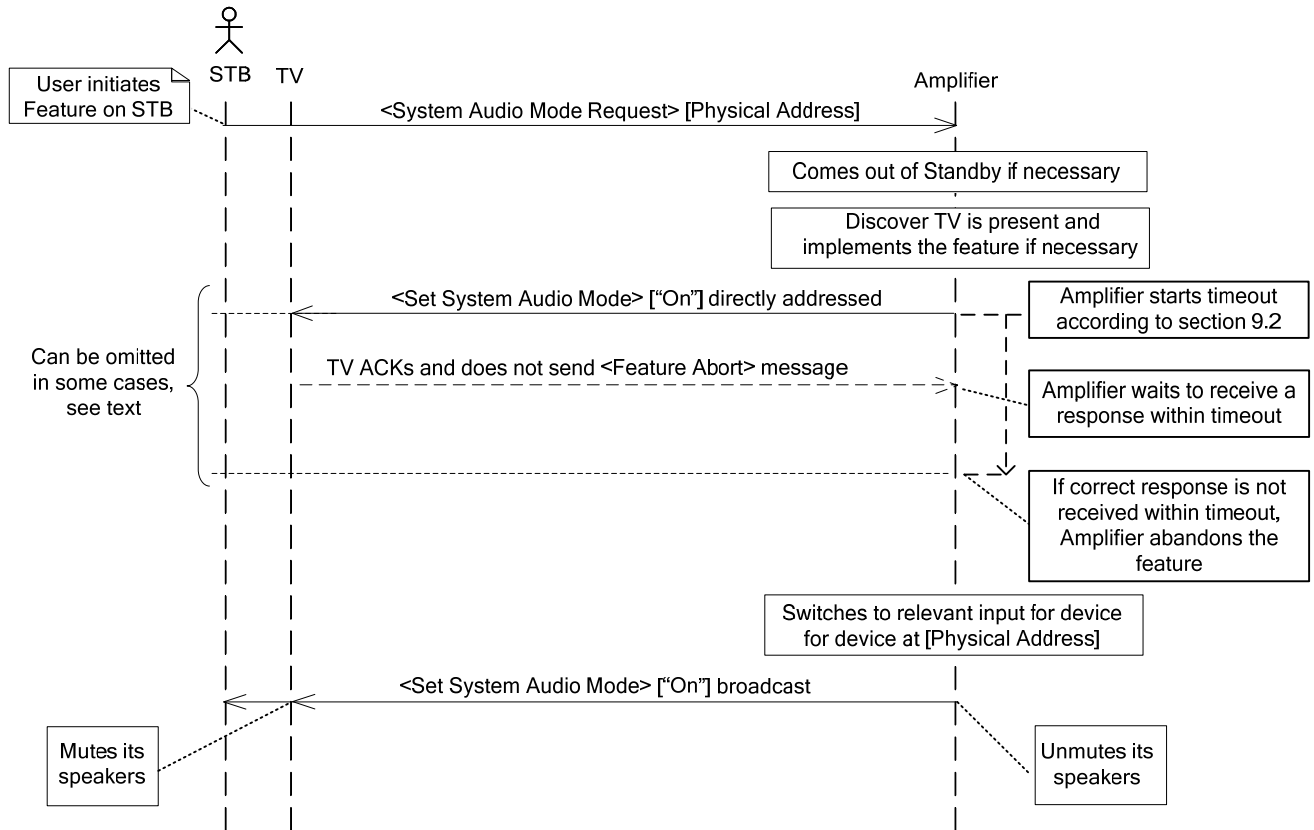 STB
TV
Amplifier
User initiates
Feature on STB
<System Audio Mode Request> [Physical Address]
Comes out of Standby if necessary
Discover TV is present and
implements the feature if necessary
<Set System Audio Mode> [“On”] directly addressed
Amplifier starts timeout
according to section 9.2
Can be omitted
in some cases,
see text
TV ACKs and does not send <Feature Abort> message
Amplifier waits to receive a
response within timeout
If correct response is not
received within timeout,
Amplifier abandons the
feature
Switches to relevant input for device
for device at [Physical Address]
<Set System Audio Mode> [“On”] broadcast
Mutes its
speakers
Unmutes its
speakers